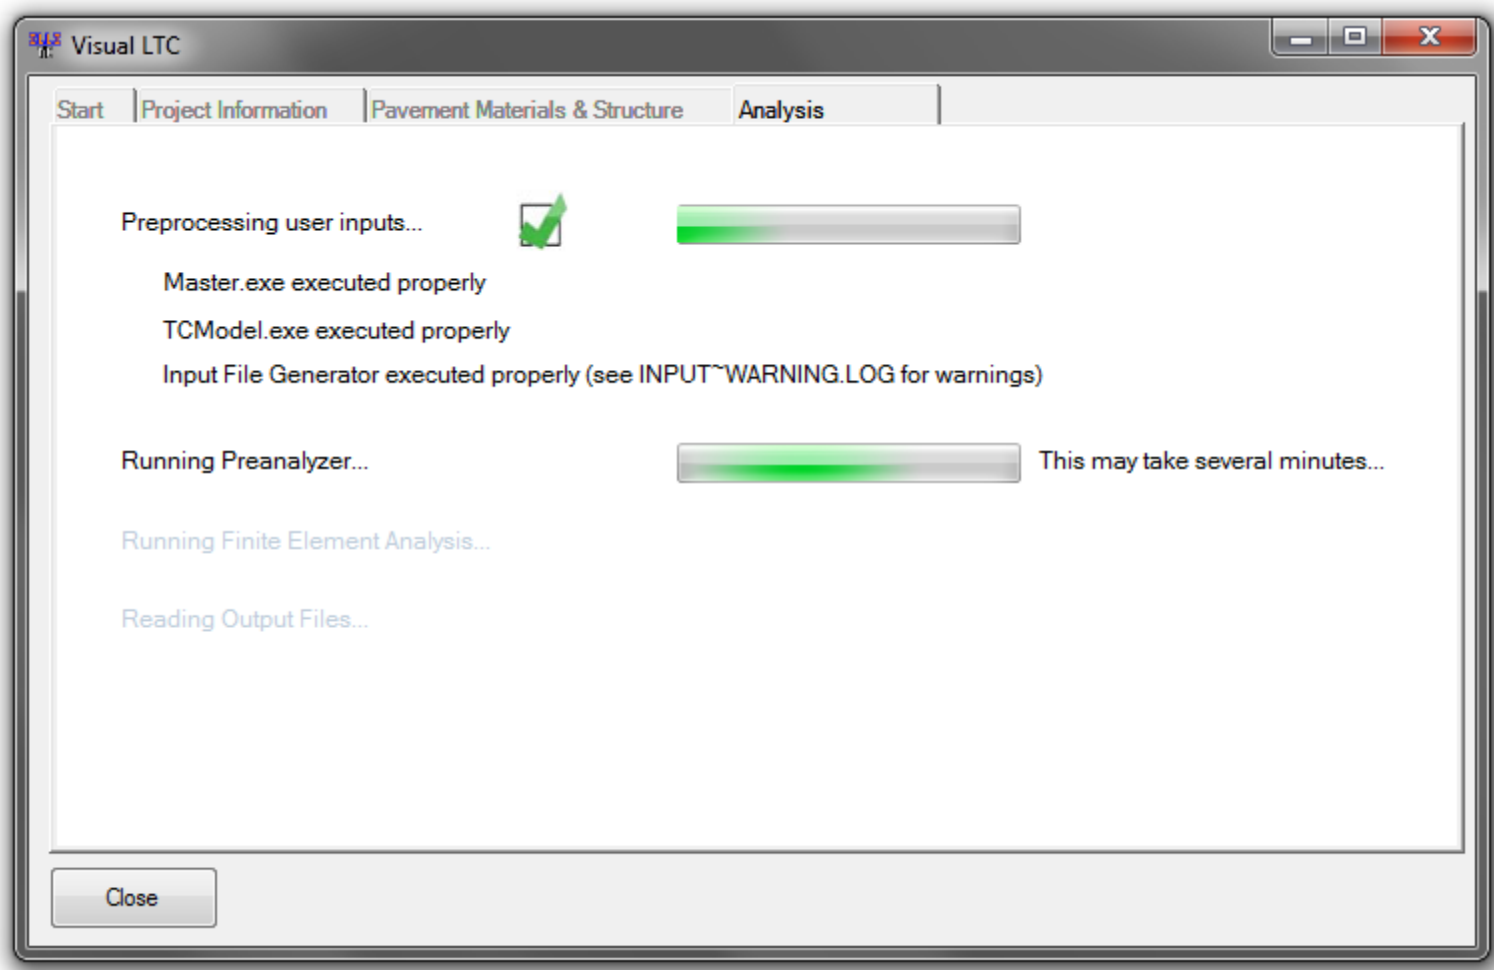 Visual LTC
Start Project Information Pavement Materials & Structure Analysis
Preprocessing user inputs...
Master.exe executed properly
TCModel.exe executed properly
Input File Generator executed properly (see INPUT~WARNING.LOG for warnings)
Running Preanalyzer... This may take several minutes...
Running Finite Element Analysis...
Reading Output Files...
Close